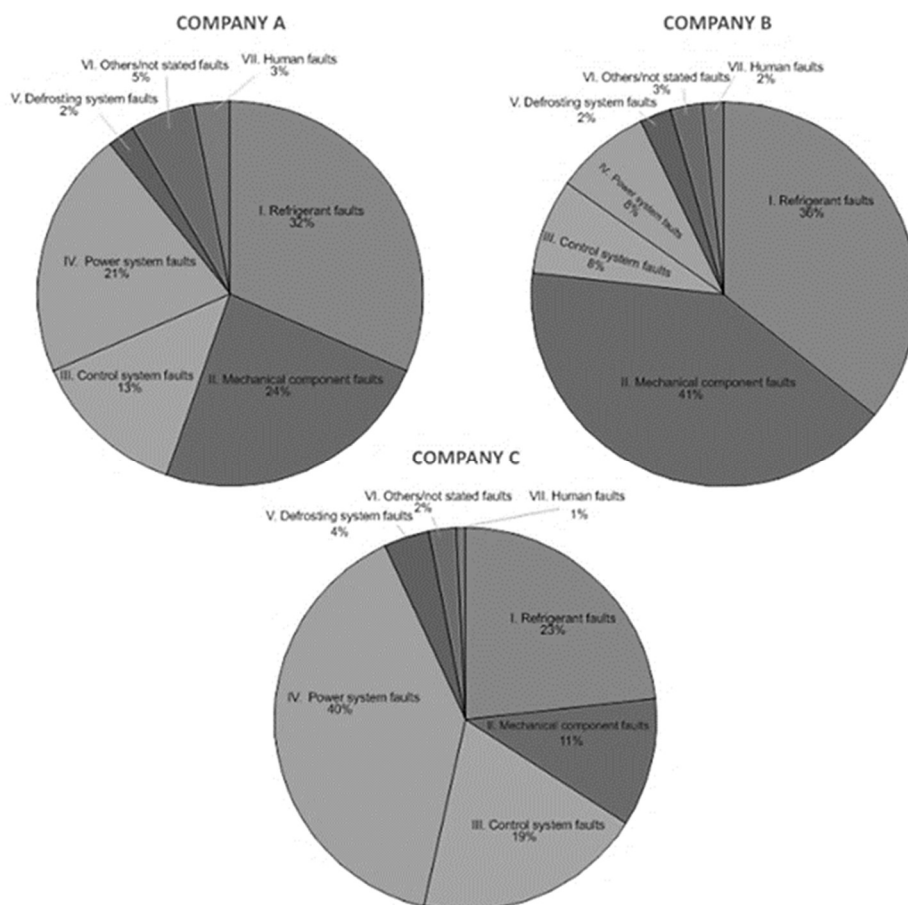 COMPANY A
VII. Human faults
3%
VI. Others/not stated faults
5%
V. Defrosting system faults
2%
I. Refrigerant faults
32%
IV. Power system faults
21%
III. Control system faults
13%
II. Mechanical component faults
24%
COMPANY B
VII. Human faults
2%
VI. Others/not stated faults
3%
V. Defrosting system faults
2%
IV. Power system faults
8%
I. Refrigerant faults
36%
III. Control system faults
8%
II. Mechanical component faults
41%
COMPANY C
VI. Others/not stated faults
2%
VII. Human faults
1%
V. Defrosting system faults
4%
I. Refrigerant faults
23%
IV. Power system faults
40%
II. Mechanical component faults
11%
III. Control system faults
19%